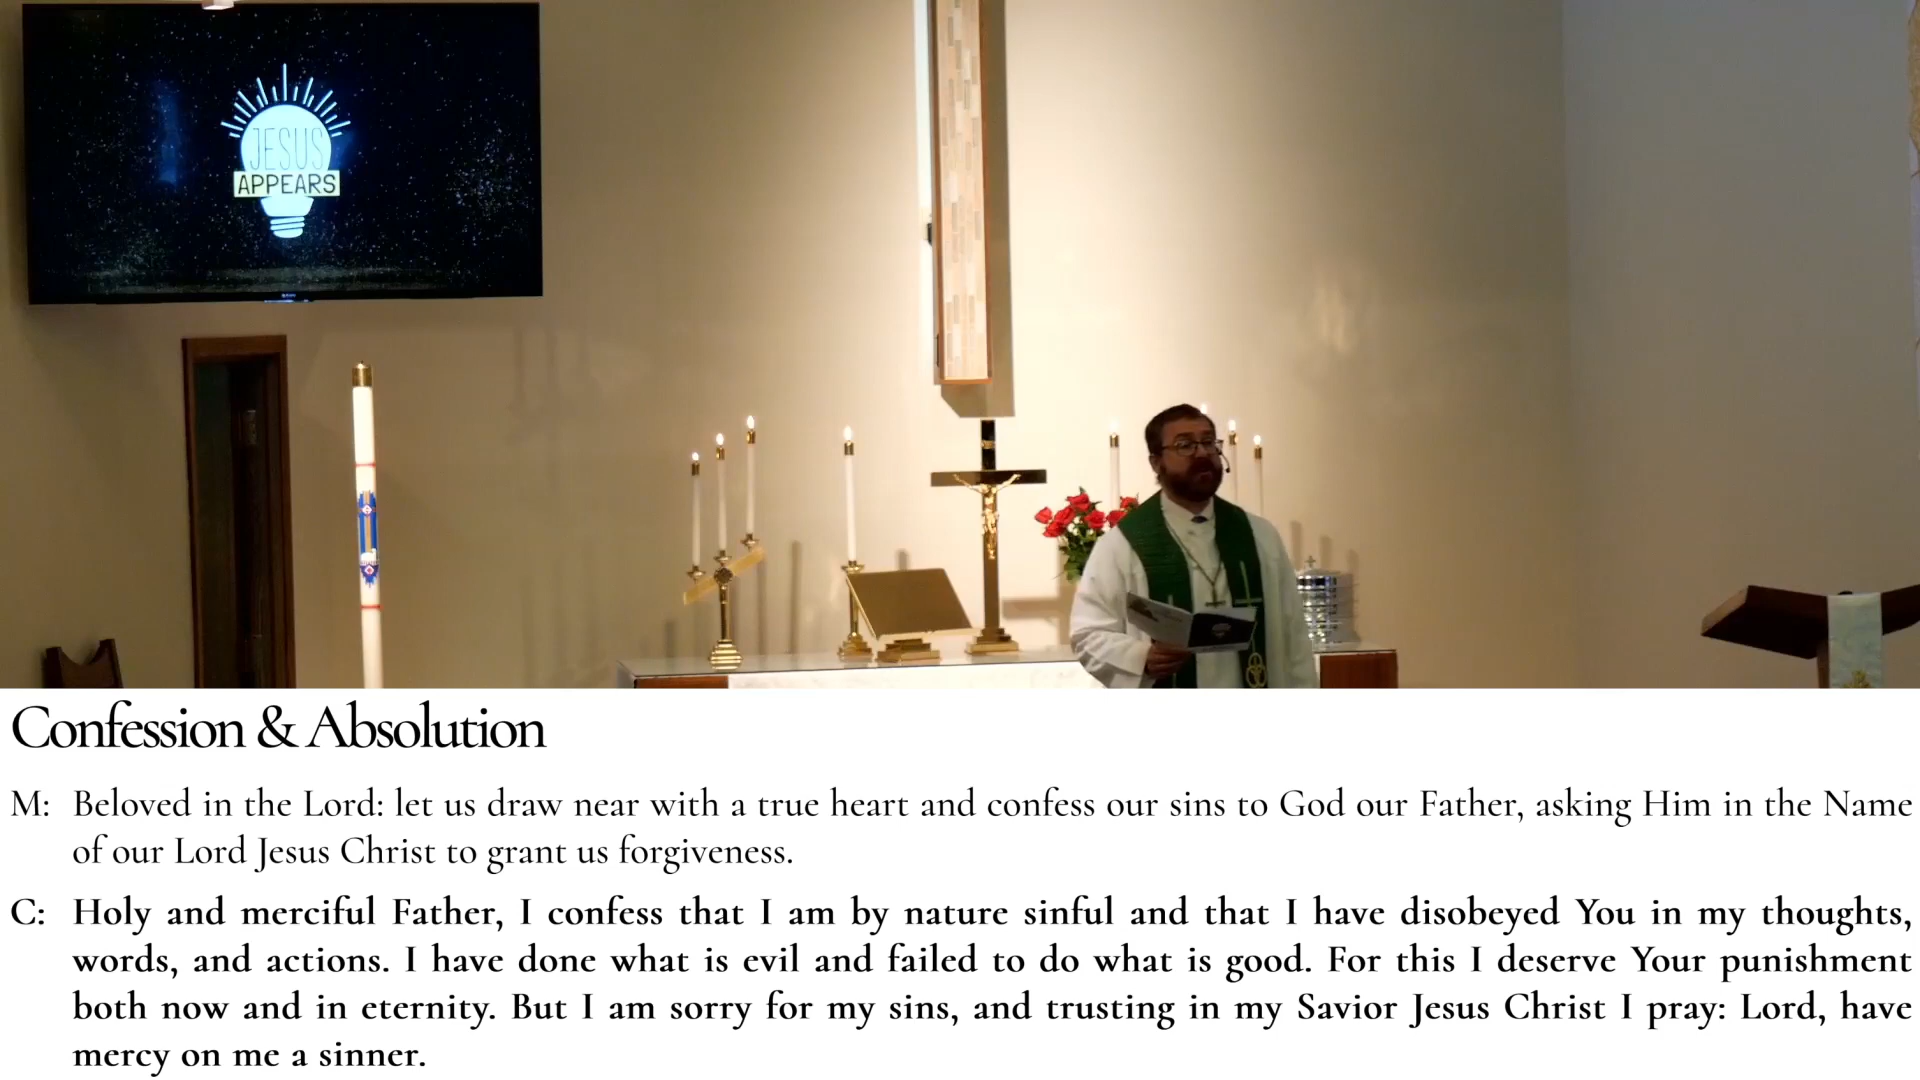 JESUS
APPEARS
Confession & Absolution
M: Beloved in the Lord: let us draw near with a true heart and confess our sins to God our Father, asking Him in the Name
of our Lord Jesus Christ to grant us forgiveness.
C: Holy and merciful Father, I confess that I am by nature sinful and that I have disobeyed You in my thoughts,
words, and actions. I have done what is evil and failed to do what is good. For this I deserve Your punishment
both now and in eternity. But I am sorry for my sins, and trusting in my Savior Jesus Christ I pray: Lord, have
mercy on me a sinner.